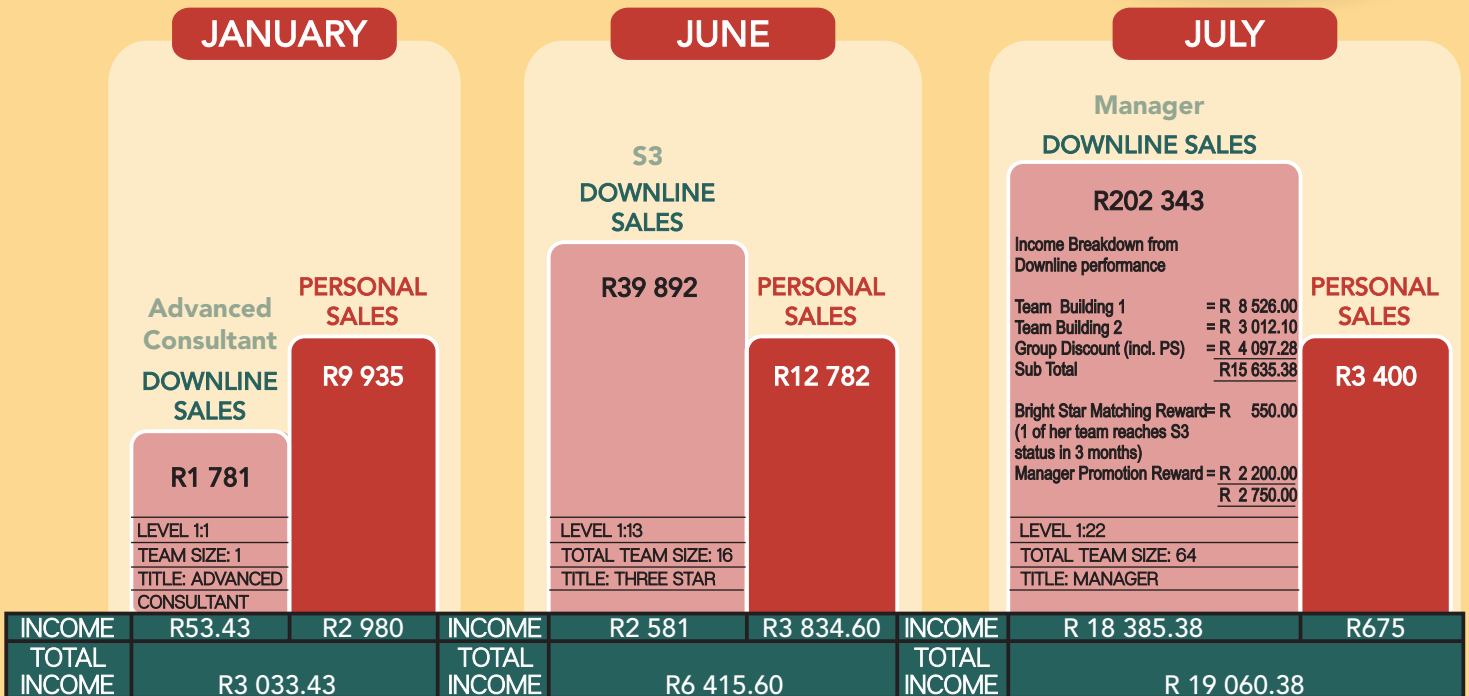 JANUARY
Advanced
Consultant
DOWNLINE
SALES
R1 781
LEVEL 1:1
TEAM SIZE: 1
TITLE: ADVANCED
CONSULTANT
PERSONAL
SALES
R9 935
JUNE
S3
DOWNLINE
SALES
R39 892
LEVEL 1:13
TOTAL TEAM SIZE: 16
TITLE: THREE STAR
PERSONAL
SALES
R12 782
JULY
Manager
DOWNLINE SALES
R202 343
Income Breakdown from
Downline performance
Team Building 1 = R 8 526.00
Team Building 2 = R 3 012.10
Group Discount (incl. PS) = R 4 097.28
Sub Total R15 635.38
Bright Star Matching Reward= R 550.00
(1 of her team reaches S3
status in 3 months)
Manager Promotion Reward = R 2 200.00
R 2 750.00
LEVEL 1:22
TOTAL TEAM SIZE: 64
TITLE: MANAGER
PERSONAL
SALES
R3 400
INCOME R53.43 R2 980 INCOME R2 581 R3 834.60 INCOME R 18 385.38 R675
TOTAL TOTAL TOTAL
INCOME R3 033.43 INCOME R6 415.60 INCOME R 19 060.38